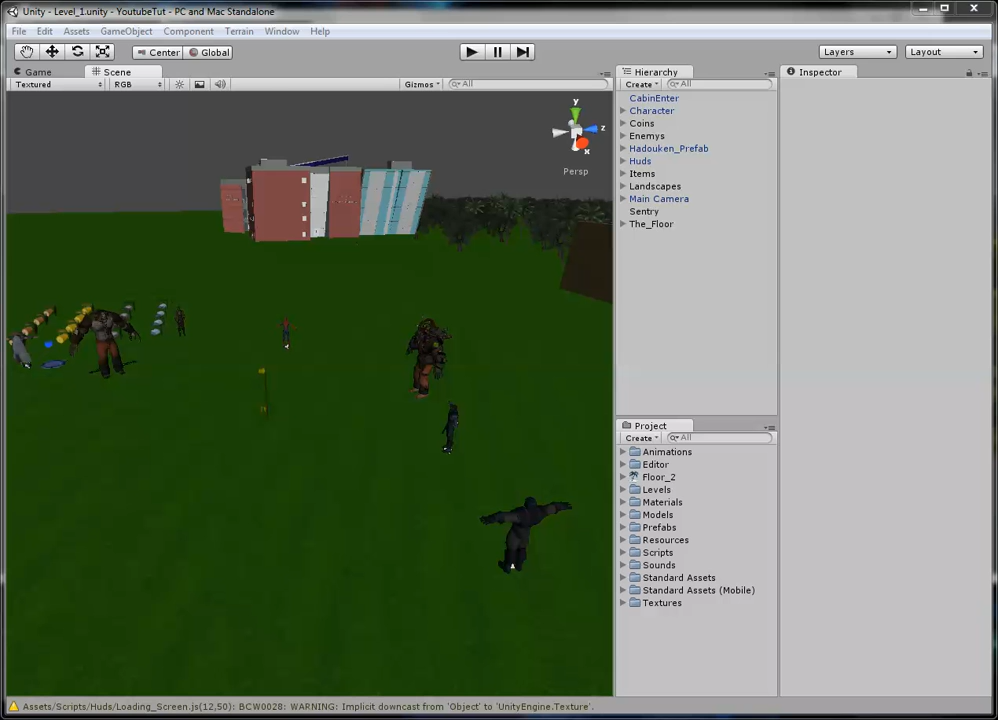 Unity - Level_1.unity - YoutubeTut - PC and Mac Standalone
File Edit Assets GameObject Component Terrain Window Help
Center Global Layers Layout
Game Scene
Textured RGB Gizmos All
y
z
x
Persp
Hierarchy
Create All
CabinEnter
Character
Coins
Enemys
Hadouken_Prefab
Huds
Items
Landscapes
Main Camera
Sentry
The_Floor
Project
Create All
Animations
Editor
Floor_2
Levels
Materials
Models
Prefabs
Resources
Scripts
Sounds
Standard Assets
Standard Assets (Mobile)
Textures
Inspector
Assets/Scripts/Huds/Loading_Screen.js(12,50): BCW0028: WARNING: Implicit downcast from 'Object' to 'UnityEngine.Texture'.